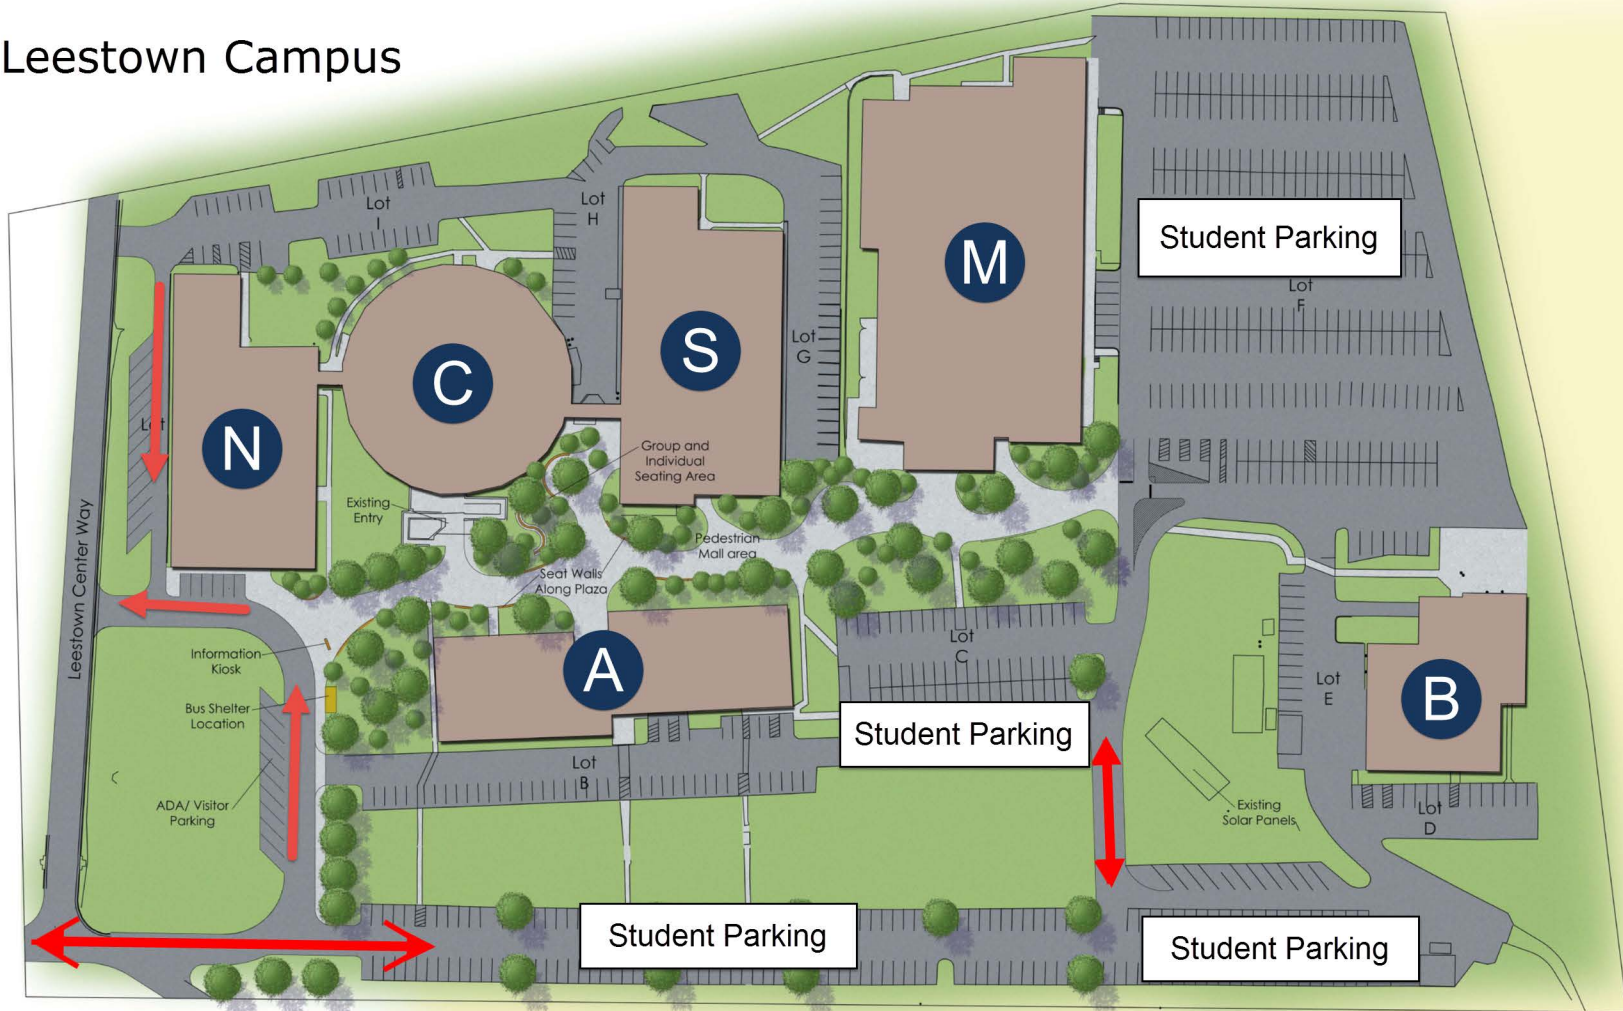 Leestown Campus
Lot
I
Lot
H
Student Parking
Lot
F
M
S
Lot
G
C
Lot
N
Group and
Individual
Seating Area
Existing
Entry
Leestown Center Way
Pedestrian
Mall area
Seat Walls
Along Plaza
Information
Kiosk
Lot
C
A
Lot
E
B
Bus Shelter
Location
Student Parking
Lot
B
ADA/ Visitor
Parking
Existing
Solar Panels
Lot
D
Student Parking
Student Parking